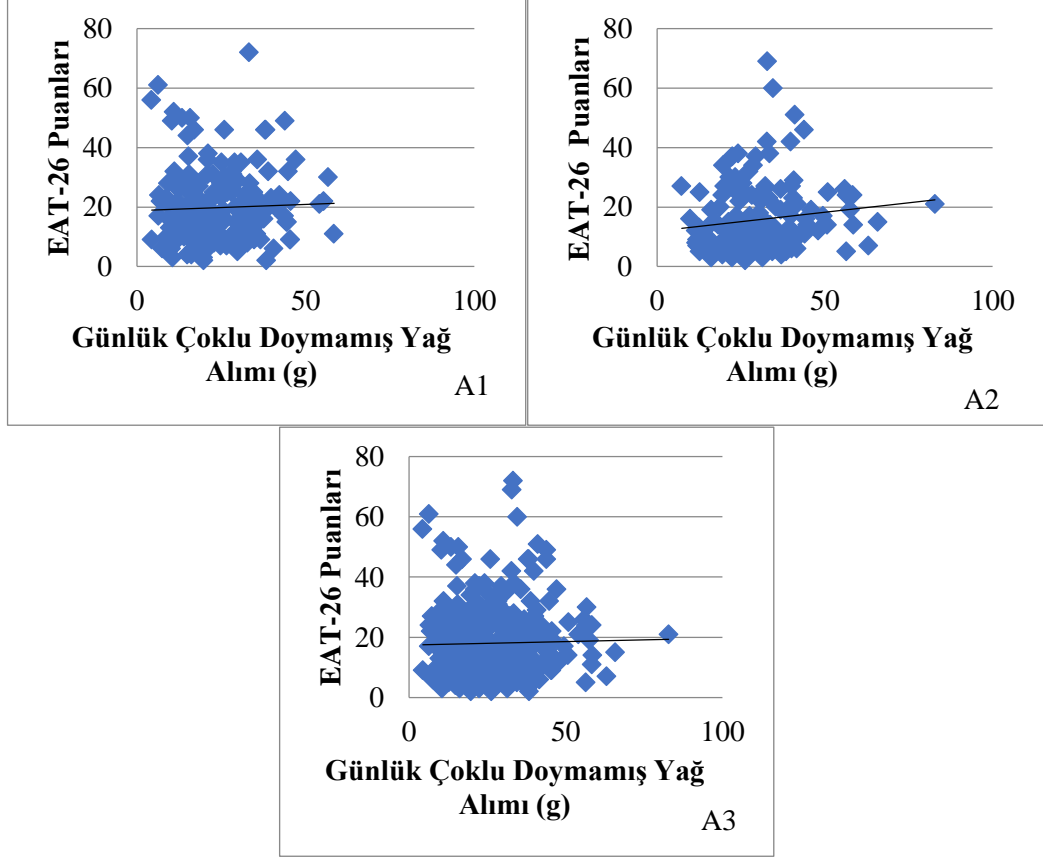 EAT-26 Puanları
80
60
40
20
0
0 50 100
Günlük Çoklu Doymamış Yağ
Alımı (g)
A1
EAT-26 Puanları
80
60
40
20
0
0 50 100
Günlük Çoklu Doymamış Yağ
Alımı (g)
A2
EAT-26 Puanları
80
60
40
20
0
0 50 100
Günlük Çoklu Doymamış Yağ
Alımı (g)
A3